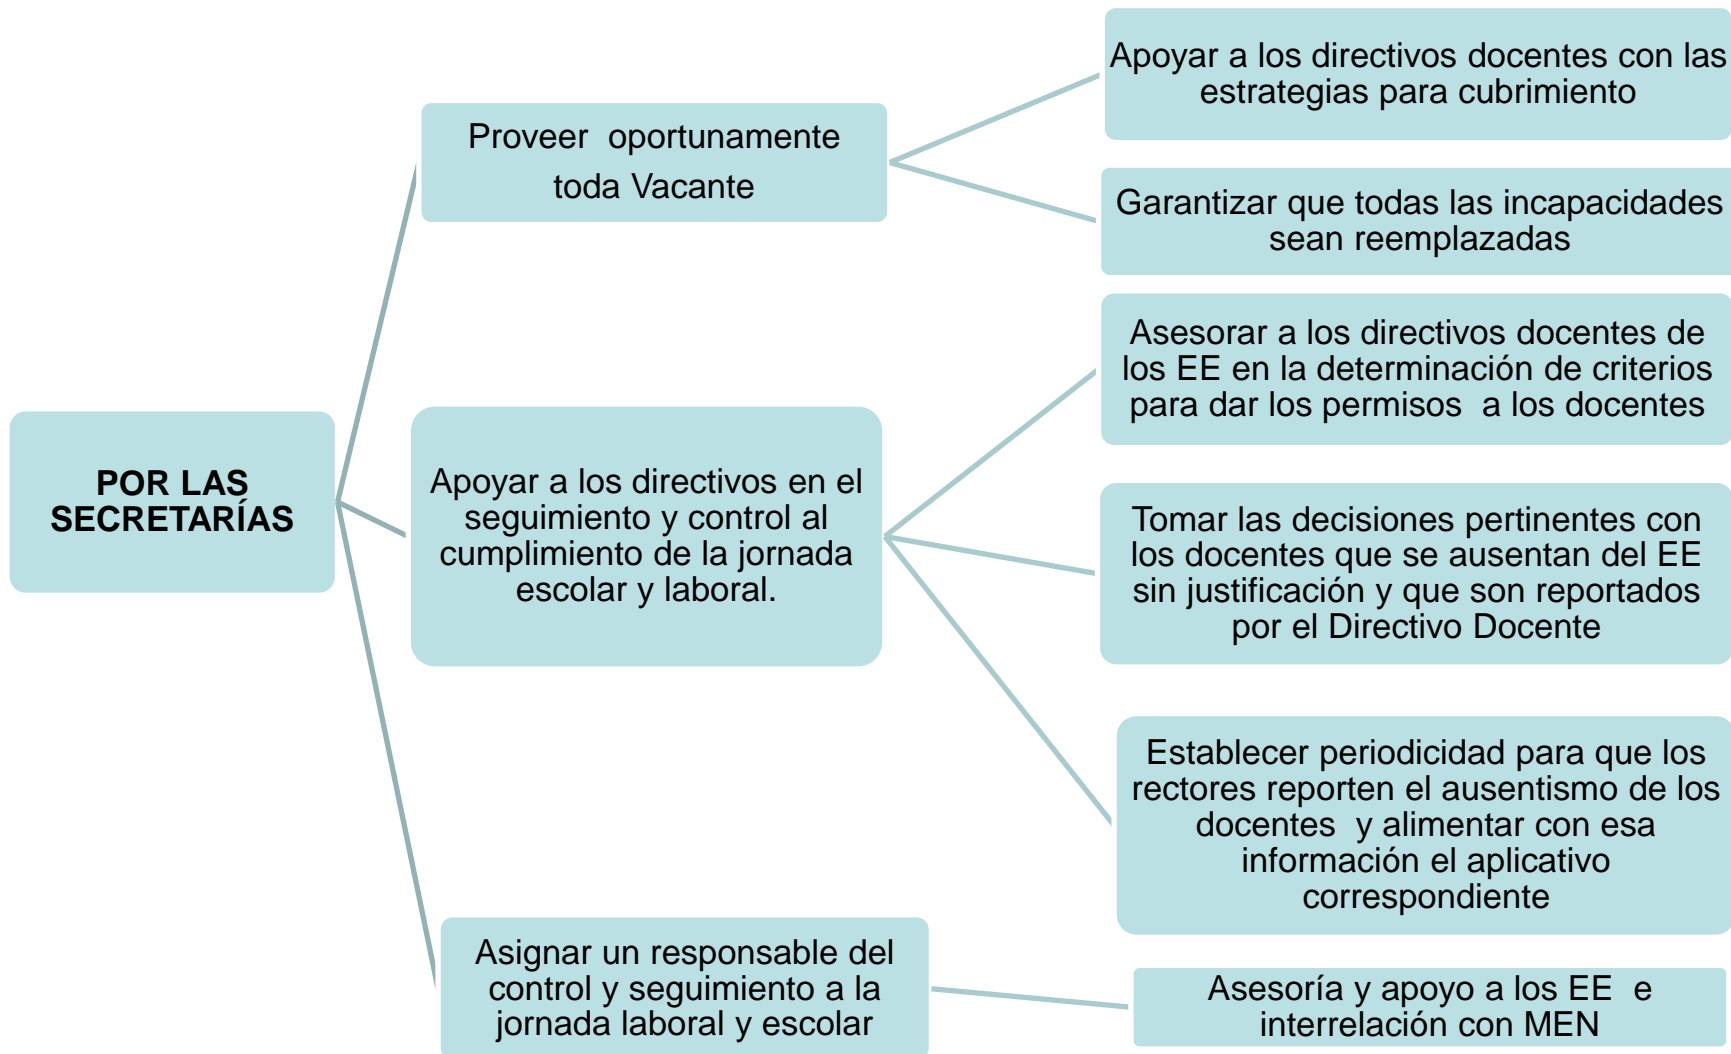 POR LAS
SECRETARÍAS
Proveer oportunamente
toda Vacante
Apoyar a los directivos docentes con las
estrategias para cubrimiento
Garantizar que todas las incapacidades
sean reemplazadas
Apoyar a los directivos en el
seguimiento y control al
cumplimiento de la jornada
escolar y laboral.
Asesorar a los directivos docentes de
los EE en la determinación de criterios
para dar los permisos a los docentes
Tomar las decisiones pertinentes con
los docentes que se ausentan del EE
sin justificación y que son reportados
por el Directivo Docente
Establecer periodicidad para que los
rectores reporten el ausentismo de los
docentes y alimentar con esa
información el aplicativo
correspondiente
Asignar un responsable del
control y seguimiento a la
jornada laboral y escolar
Asesoría y apoyo a los EE e
interrelación con MEN